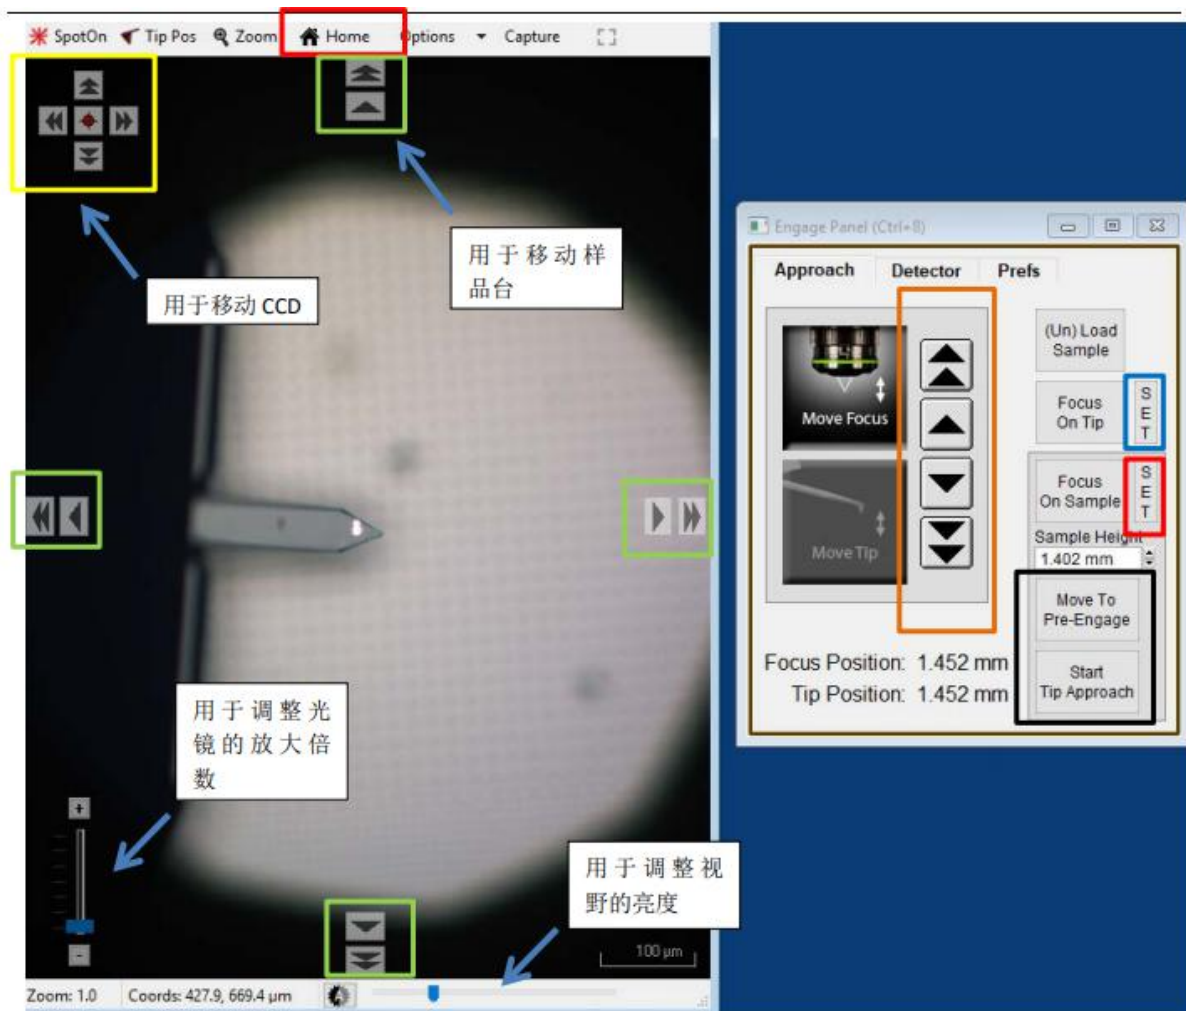 SpotOn Tip Pos Zoom Home Options Capture
用于移动样
品台
用于移动 CCD
用于调整光
镜的放大倍
数
+
-
用于调整视
野的亮度
100 µm
Zoom: 1.0 Coords: 427.9, 669.4 µm
Engage Panel (Ctrl+8)
Approach Detector Prefs
Move Focus
Move Tip
(Un) Load
Sample
Focus
On Tip
S
E
T
Focus
On Sample
S
E
T
Sample Height
1.402 mm
Move To
Pre-Engage
Start
Tip Approach
Focus Position: 1.452 mm
Tip Position: 1.452 mm